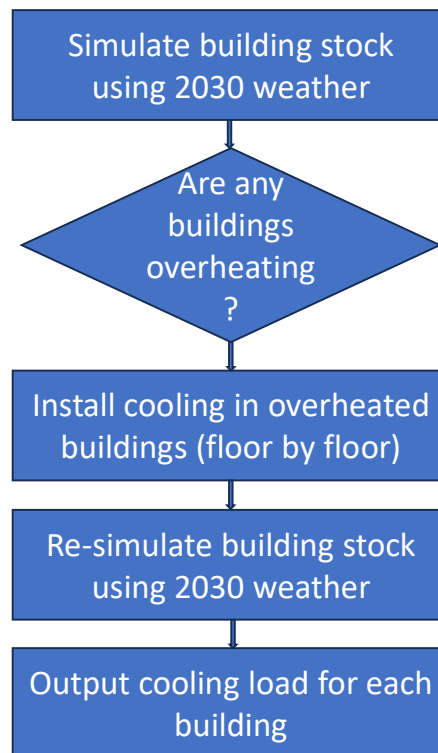 Simulate building stock
using 2030 weather
Are any
buildings
overheating
?
Install cooling in overheated
buildings (floor by floor)
Re-simulate building stock
using 2030 weather
Output cooling load for each
building